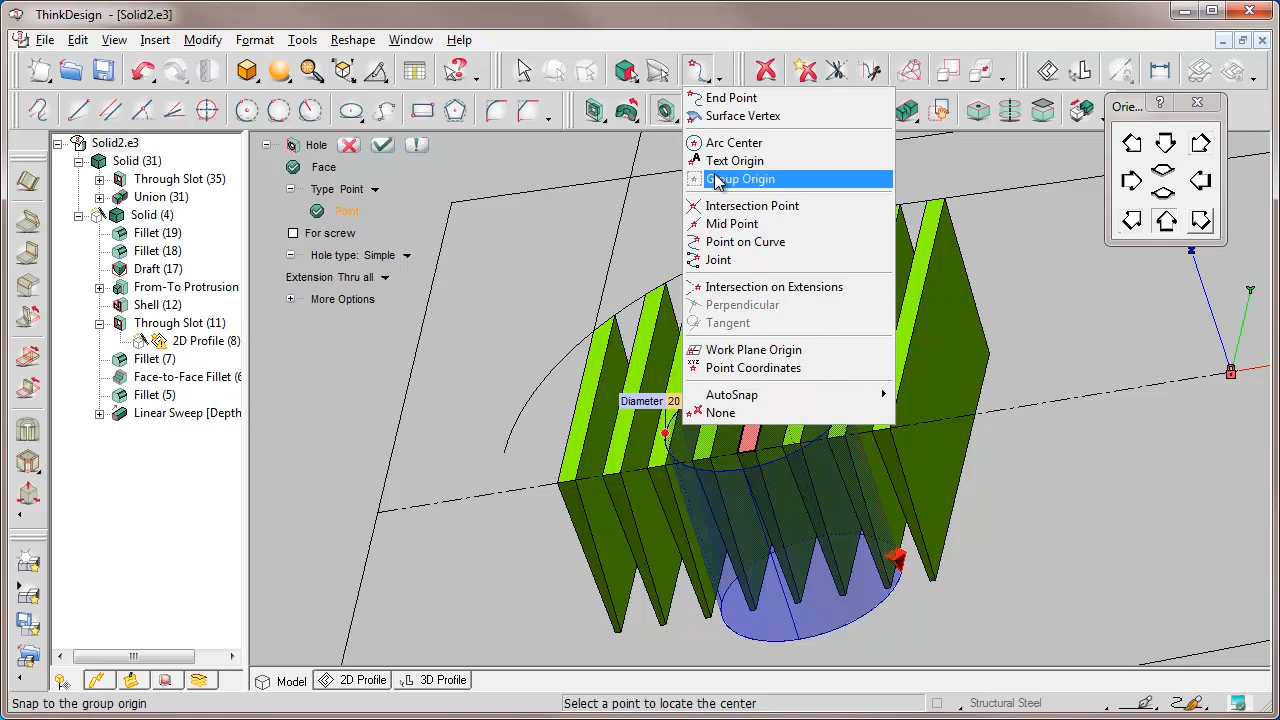 ThinkDesign - [Solid2.e3]
File Edit View Insert Modify Format Tools Reshape Window Help
Solid2.e3
Solid (31)
Through Slot (35)
Union (31)
Solid (4)
Fillet (19)
Fillet (18)
Draft (17)
From-To Protrusion
Shell (12)
Through Slot (11)
2D Profile (8)
Fillet (7)
Face-to-Face Fillet (6
Fillet (5)
Linear Sweep [Depth
Hole
Face
Type Point
Point
For screw
Hole type: Simple
Extension Thru all
More Options
End Point
Surface Vertex
Arc Center
Text Origin
Group Origin
Intersection Point
Mid Point
Point on Curve
Joint
Intersection on Extensions
Perpendicular
Tangent
Work Plane Origin
XYZ Point Coordinates
AutoSnap
None
Orie...
Diameter 20
Z
Y
Model 2D Profile 3D Profile
Snap to the group origin
Select a point to locate the center
Structural Steel